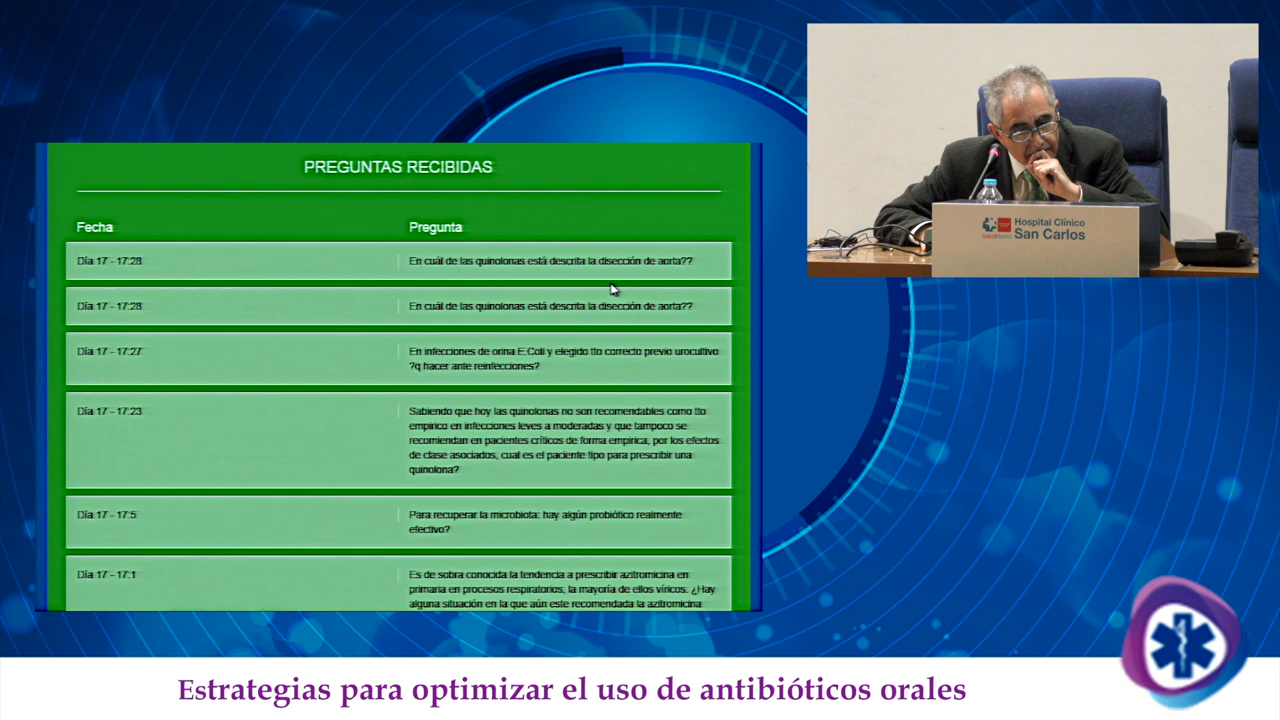 PREGUNTAS RECIBIDAS
Fecha
Pregunta
Día 17 - 17:28
En cuál de las quinolonas está descrita la disección de aorta??
Día 17 - 17:28
En cuál de las quinolonas está descrita la disección de aorta??
Día 17 - 17:27
En infecciones de orina E.Coli y elegido tto correcto previo urocultivo
?q hacer ante reinfecciones?
Día 17 - 17:23
Sabiendo que hoy las quinolonas no son recomendables como tto
empirico en infecciones leves a moderadas y que tampoco se
recomiendan en pacientes críticos de forma empirica, por los efectos
de clase asociados, cual es el paciente tipo para prescribir una
quinolona?
Día 17 - 17:5
Para recuperar la microbiota: hay algún probiótico realmente
efectivo?
Día 17 - 17:1
Es de sobra conocida la tendencia a prescribir azitromicina en
primaria en procesos respiratorios, la mayoría de ellos víricos. ¿Hay
alguna situación en la que aún este recomendada la azitromicina
Hospital Clínico
San Carlos
SaludMadrid
Estrategias para optimizar el uso de antibióticos orales